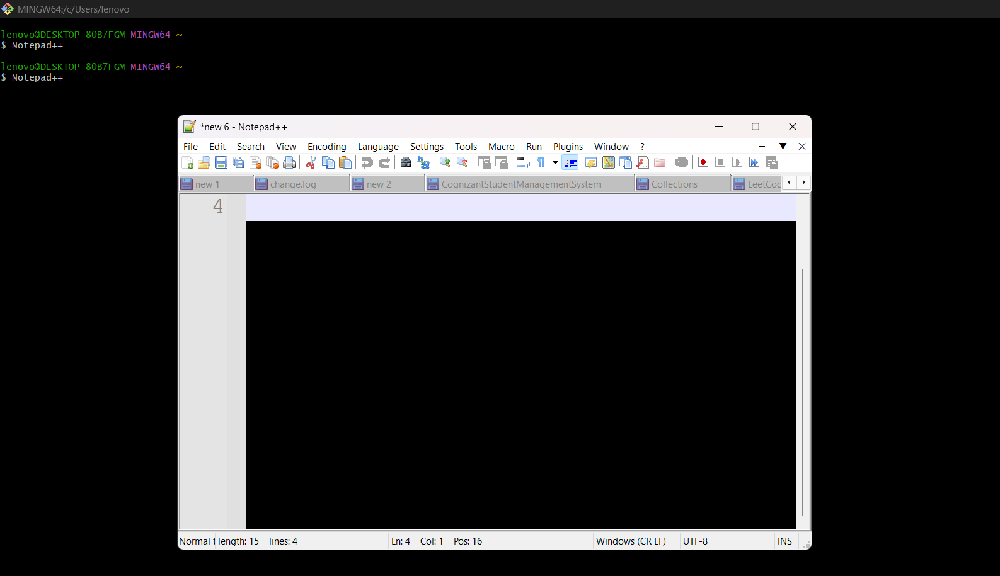 MINGW64:/c/Users/lenovo
lenovo@DESKTOP-8OB7FGM MINGW64 ~
$ Notepad++
lenovo@DESKTOP-8OB7FGM MINGW64 ~
$ Notepad++
*new 6 - Notepad++
File Edit Search View Encoding Language Settings Tools Macro Run Plugins Window ?
new 1 change.log new 2 CognizantStudentManagementSystem Collections LeetCod
4
Normal t length: 15 lines: 4 Ln: 4 Col: 1 Pos: 16 Windows (CR LF) UTF-8 INS